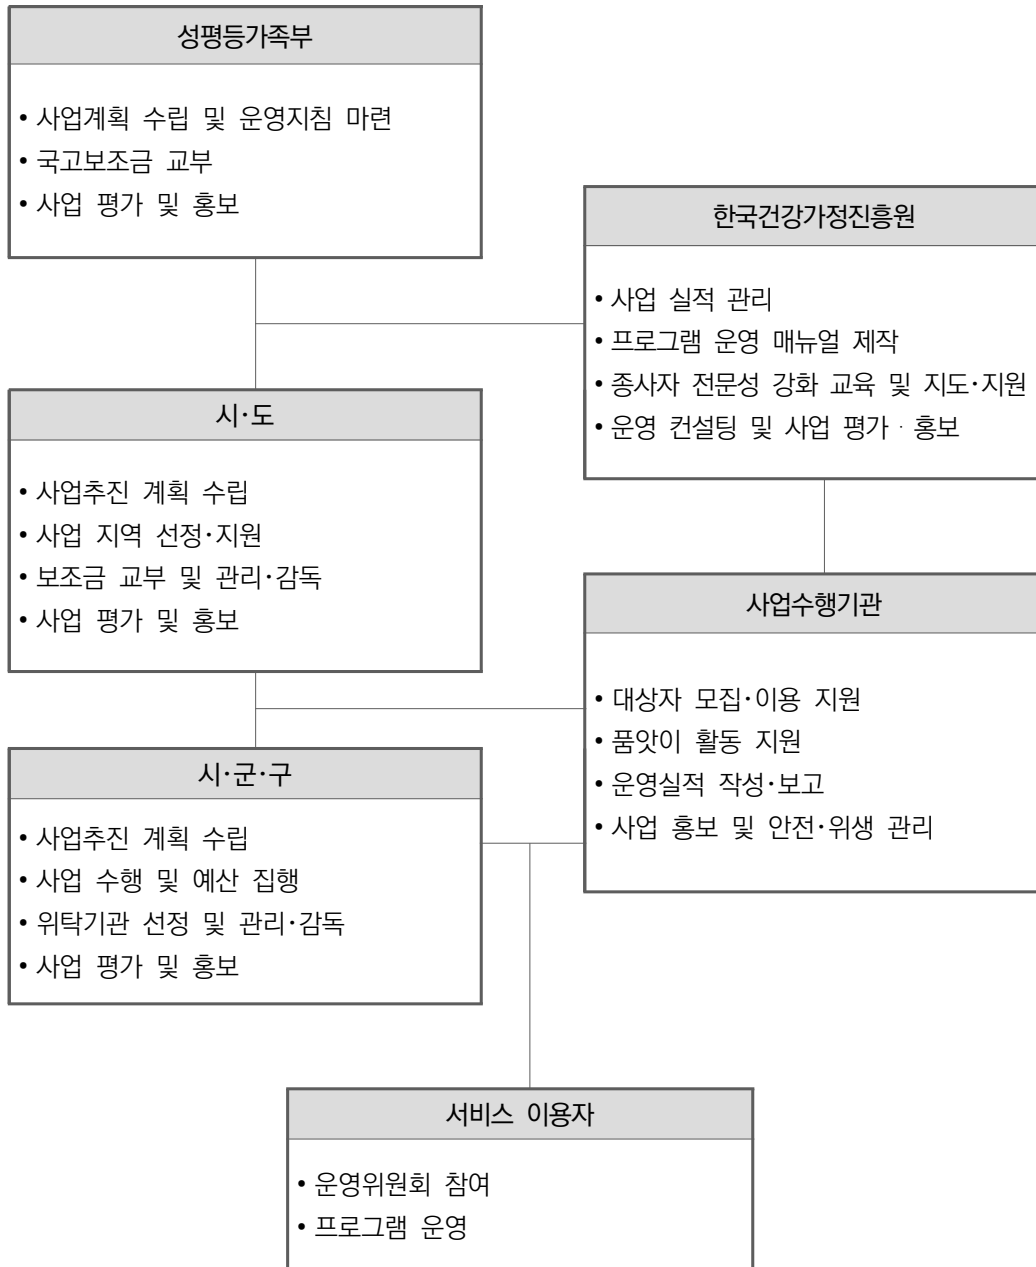 성평등가족부
• 사업계획 수립 및 운영지침 마련
• 국고보조금 교부
• 사업 평가 및 홍보
한국건강가정진흥원
• 사업 실적 관리
• 프로그램 운영 매뉴얼 제작
• 종사자 전문성 강화 교육 및 지도·지원
• 운영 컨설팅 및 사업 평가 · 홍보
시·도
• 사업추진 계획 수립
• 사업 지역 선정·지원
• 보조금 교부 및 관리·감독
• 사업 평가 및 홍보
사업수행기관
• 대상자 모집·이용 지원
• 품앗이 활동 지원
• 운영실적 작성·보고
• 사업 홍보 및 안전·위생 관리
시·군·구
• 사업추진 계획 수립
• 사업 수행 및 예산 집행
• 위탁기관 선정 및 관리·감독
• 사업 평가 및 홍보
서비스 이용자
• 운영위원회 참여
• 프로그램 운영